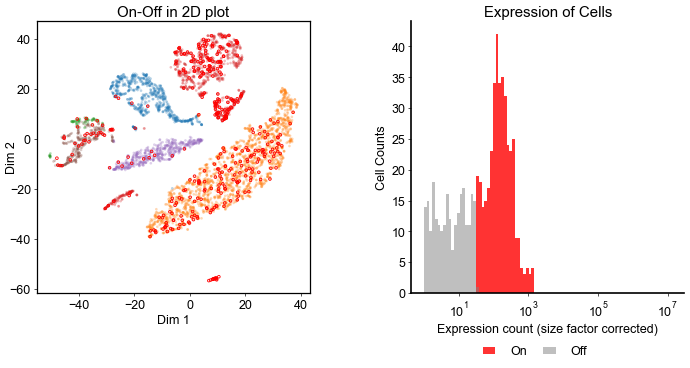 On-Off in 2D plot
40
20
0
−20
−40
−60
Dim 2
−40 −20 0 20 40
Dim 1
Expression of Cells
40
35
30
25
20
15
10
5
0
Cell Counts
10^1 10^3 10^5 10^7
Expression count (size factor corrected)
On Off